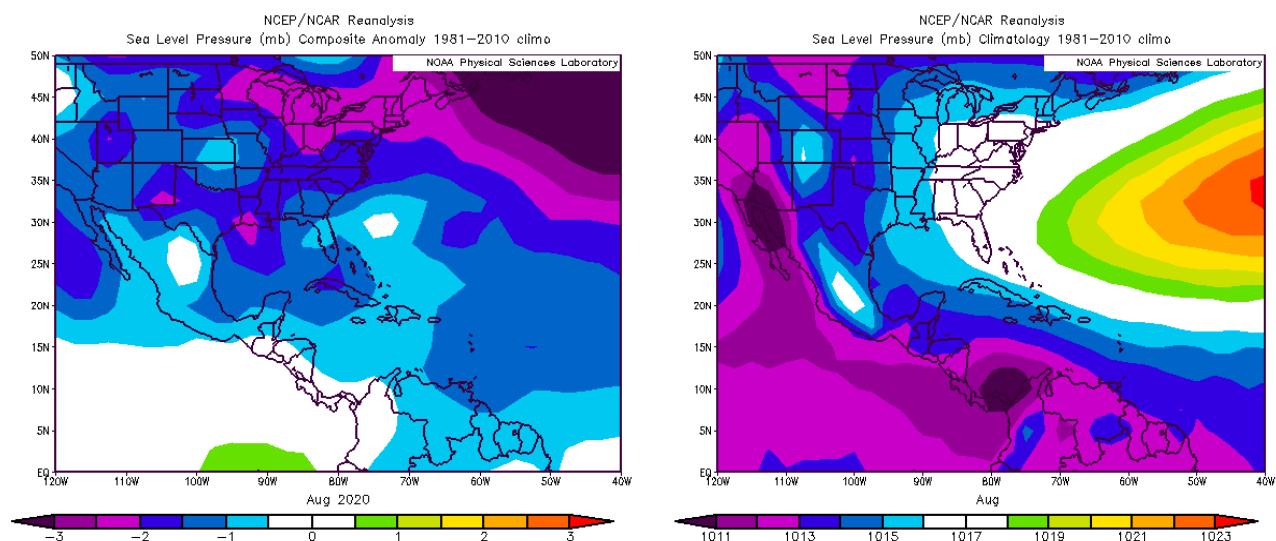 NCEP/NCAR Reanalysis
Sea Level Pressure (mb) Composite Anomaly 1981-2010 climo
NOAA Physical Sciences Laboratory
50N
45N
40N
35N
30N
25N
20N
15N
10N
5N
EQ
120W 110W 100W 90W 80W 70W 60W 50W 40W
Aug 2020
-3 -2 -1 0 1 2 3
NCEP/NCAR Reanalysis
Sea Level Pressure (mb) Climatology 1981-2010 climo
NOAA Physical Sciences Laboratory
50N
45N
40N
35N
30N
25N
20N
15N
10N
5N
EQ
120W 110W 100W 90W 80W 70W 60W 50W 40W
Aug
1011 1013 1015 1017 1019 1021 1023